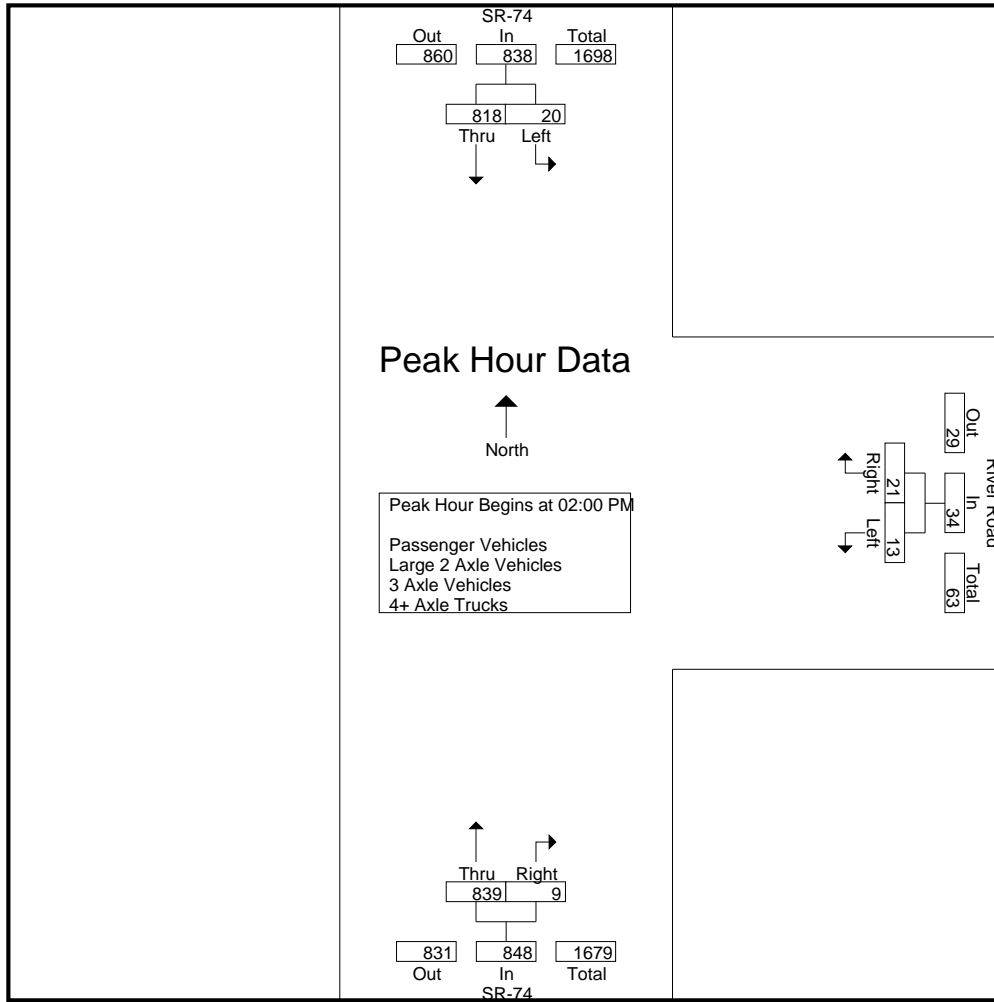 SR-74
Out In Total
860 838 1698
818 20
Thru Left
Peak Hour Data
North
Peak Hour Begins at 02:00 PM
Passenger Vehicles
Large 2 Axle Vehicles
3 Axle Vehicles
4+ Axle Trucks
River Road
Out In Total
29 34 63
21 13
Right Left
Thru Right
839 9
831 848 1679
Out In Total
SR-74